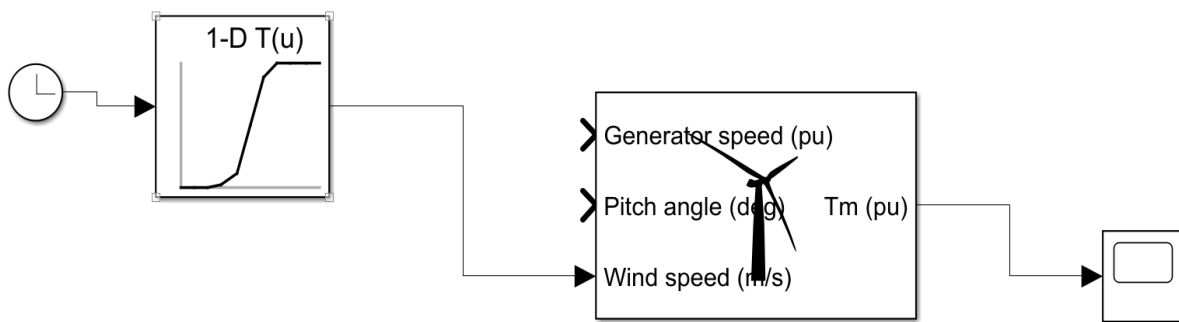 1-D T(u)
Generator speed (pu)
Pitch angle (deg)
Tm (pu)
Wind speed (m/s)